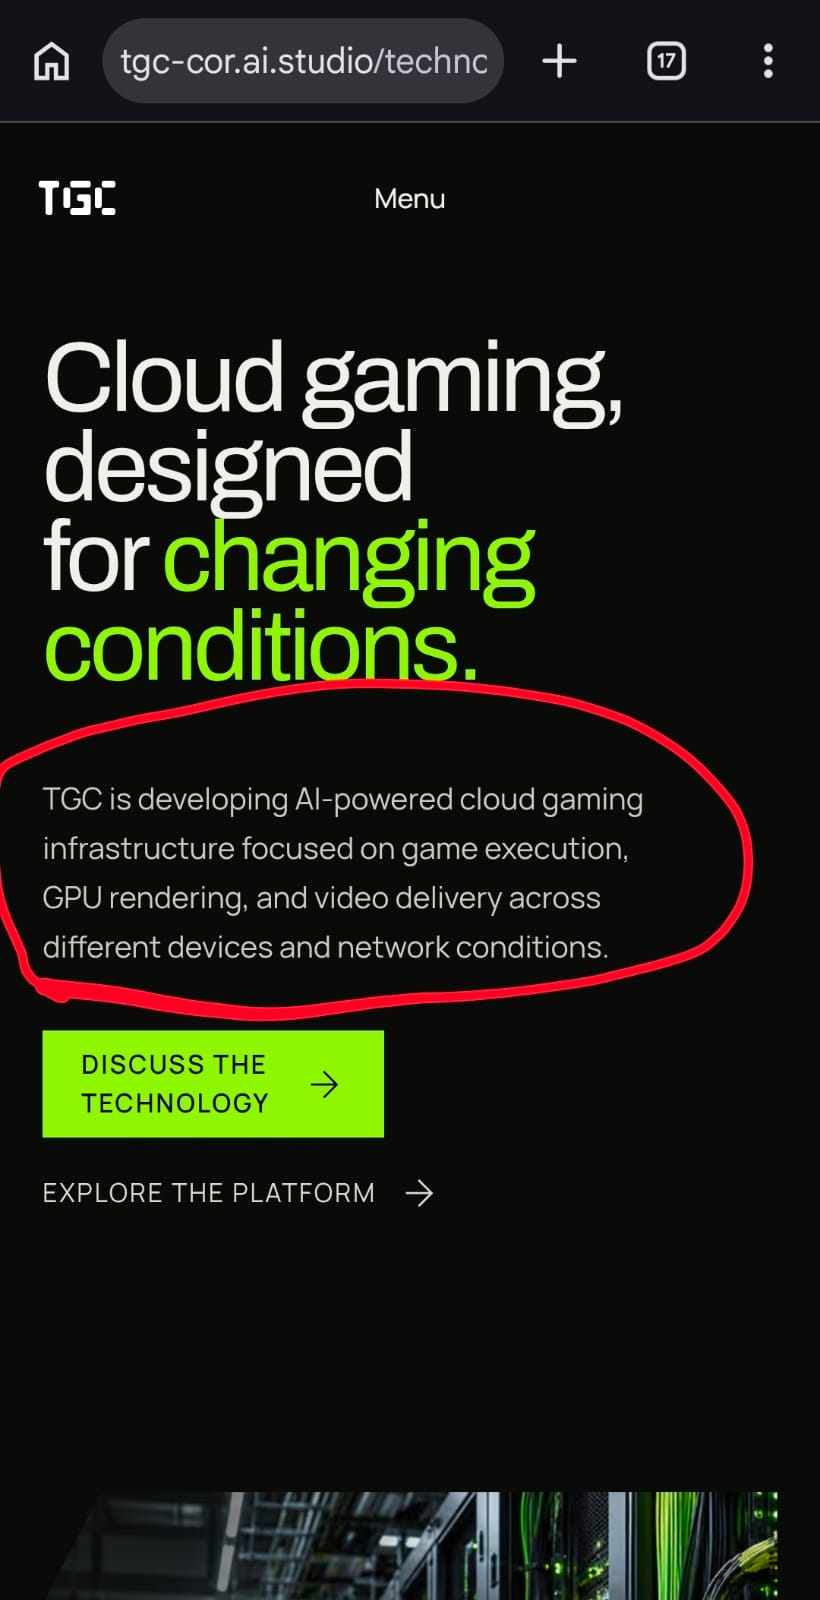 tgc-cor.ai.studio/techno
17
TGC
Menu
Cloud gaming,
designed
for changing
conditions.
TGC is developing AI-powered cloud gaming
infrastructure focused on game execution,
GPU rendering, and video delivery across
different devices and network conditions.
DISCUSS THE
TECHNOLOGY
EXPLORE THE PLATFORM